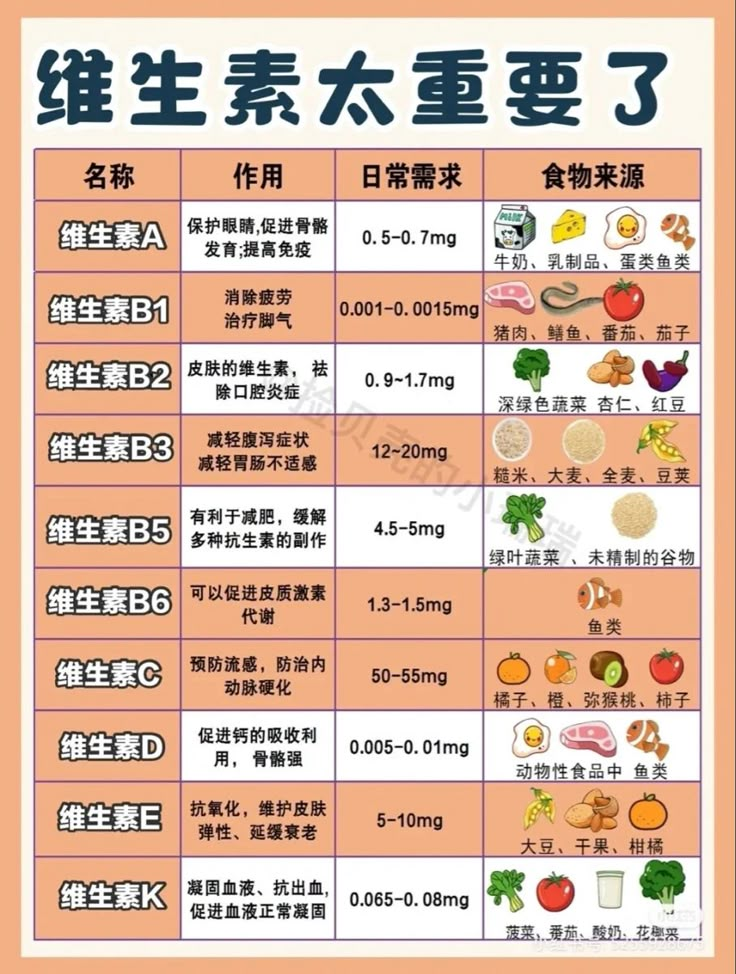 维生素太重要了
名称 作用 日常需求 食物来源
维生素A
保护眼睛,促进骨骼
发育;提高免疫
0.5-0.7mg
MiLK
牛奶、乳制品、蛋类鱼类
维生素B1
消除疲劳
治疗脚气
0.001-0.0015mg
猪肉、鳝鱼、番茄、茄子
维生素B2
皮肤的维生素，祛
除口腔炎症
0.9~1.7mg
深绿色蔬菜 杏仁、红豆
维生素B3
减轻腹泻症状
减轻胃肠不适感
12~20mg
糙米、大麦、全麦、豆荚
维生素B5
有利于减肥，缓解
多种抗生素的副作
4.5-5mg
绿叶蔬菜 、未精制的谷物
维生素B6
可以促进皮质激素
代谢
1.3-1.5mg
鱼类
维生素C
预防流感，防治内
动脉硬化
50-55mg
橘子、橙、弥猴桃、柿子
维生素D
促进钙的吸收利
用， 骨骼强
0.005-0.01mg
动物性食品中 鱼类
维生素E
抗氧化，维护皮肤
弹性、延缓衰老
5-10mg
大豆、干果、柑橘
维生素K
凝固血液、抗出血,
促进血液正常凝固
0.065-0.08mg
菠菜、番茄、酸奶、花椰菜
小红书